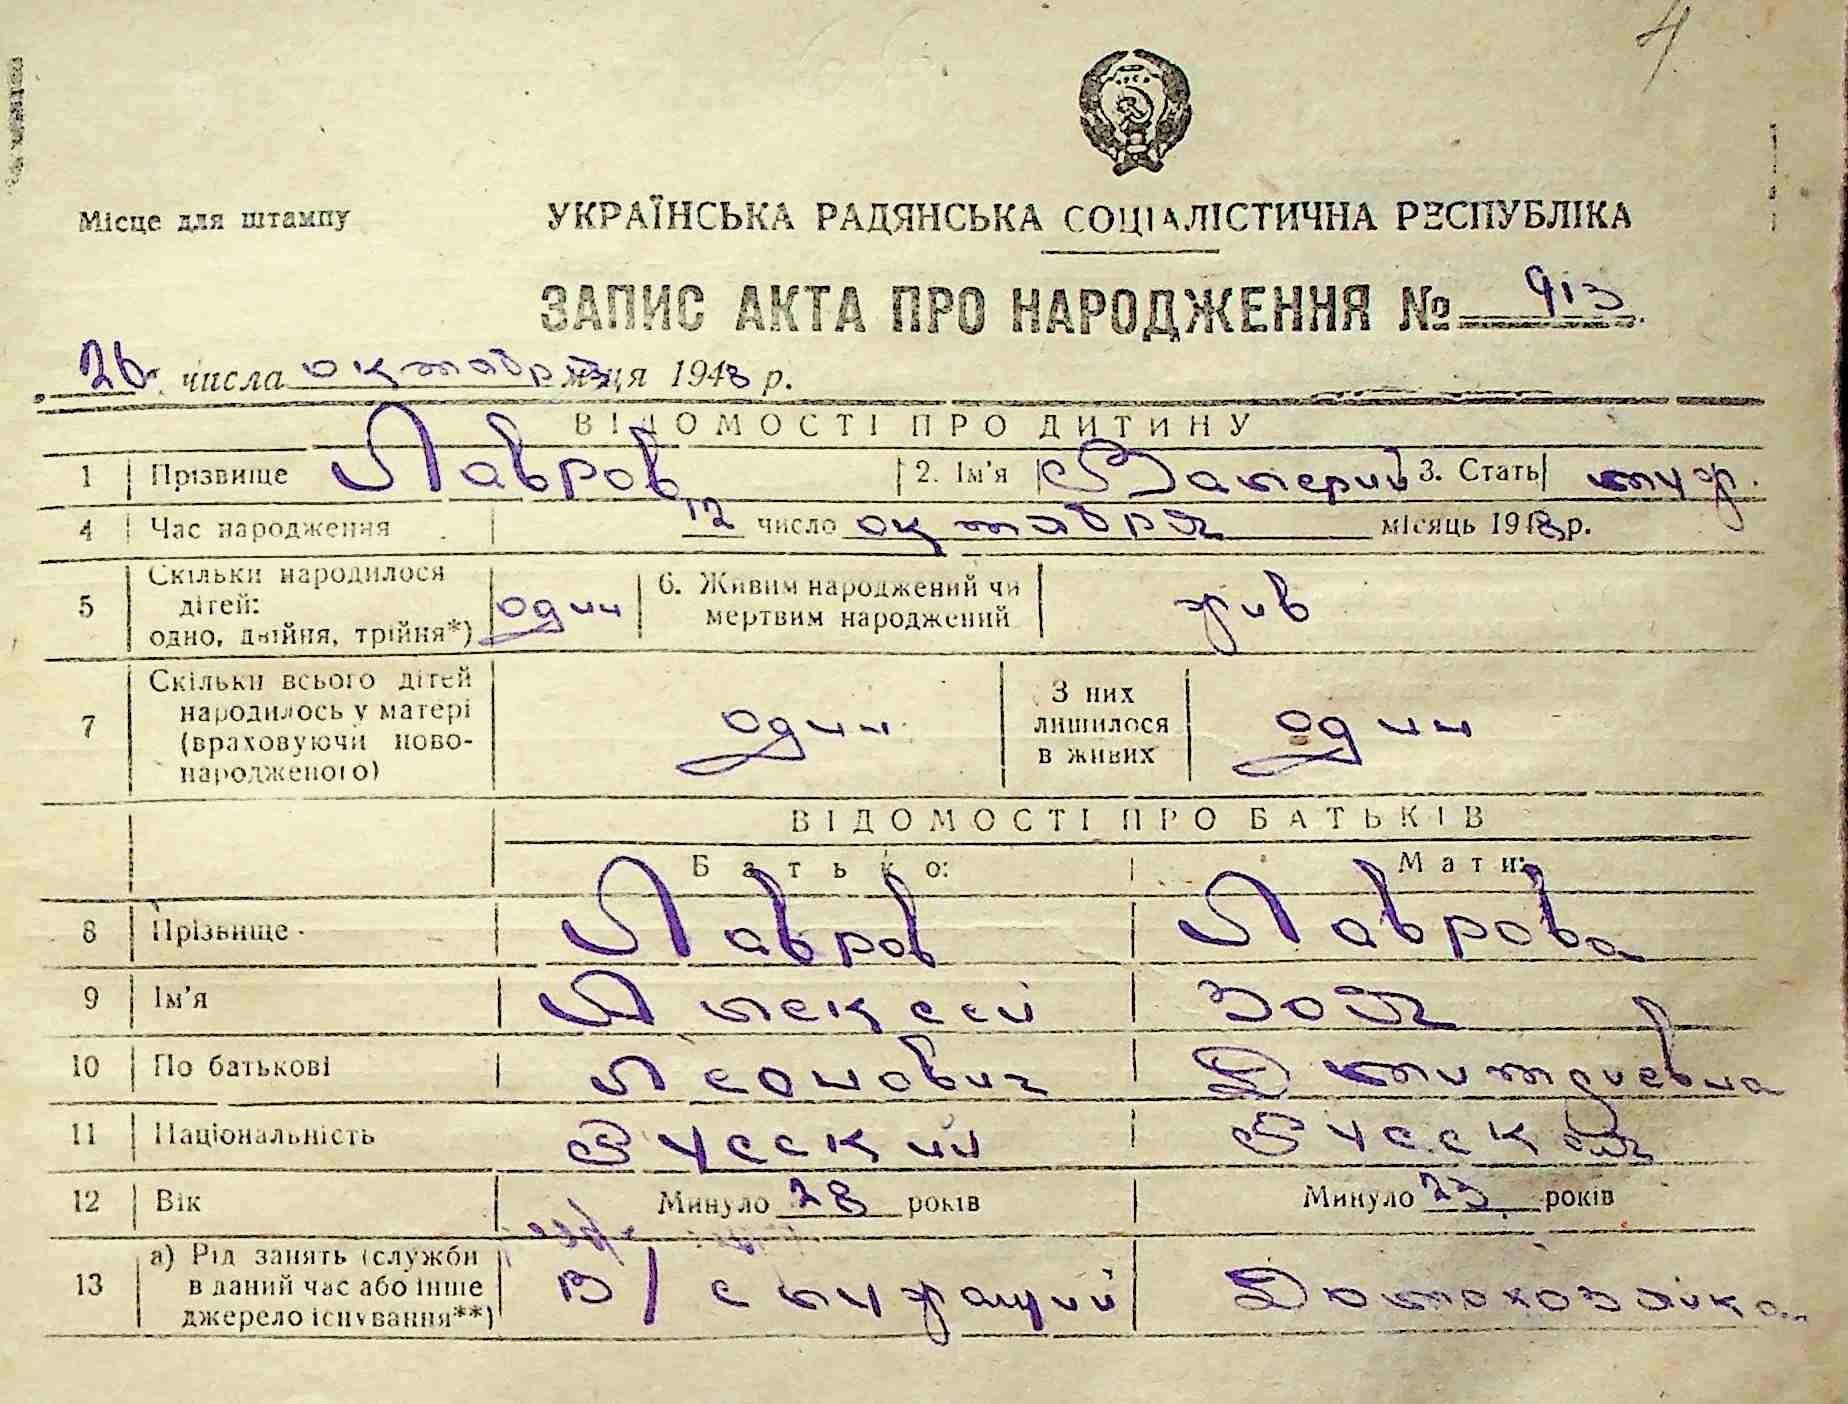 4
Місце для штампу
УКРАЇНСЬКА РАДЯНСЬКА СОЦІАЛІСТИЧНА РЕСПУБЛІКА
ЗАПИС АКТА ПРО НАРОДЖЕННЯ № 913
26 числа октября м-ця 1948 р.
ВІДОМОСТІ ПРО ДИТИНУ
1 Прізвище Лавров 2. Ім'я Валерий 3. Стать муж.
4 Час народження 12 число октября місяць 1948 р.
5 Скільки народилося дітей: одно, двійня, трійня*) один 6. Живим народжений чи мертвим народжений жив
7 Скільки всього дітей народилось у матері (враховуючи новонародженого) один З них лишилося в живих один
ВІДОМОСТІ ПРО БАТЬКІВ
Батько: Мати:
8 Прізвище Лавров Лаврова
9 Ім'я Алексей Зоя
10 По батькові Леонович Дмитриевна
11 Національність Русский Русская
12 Вік Минуло 28 років Минуло 23 років
13 а) Рід занять (служби в даний час або інше джерело існування**) В/служащий Домохозяйка